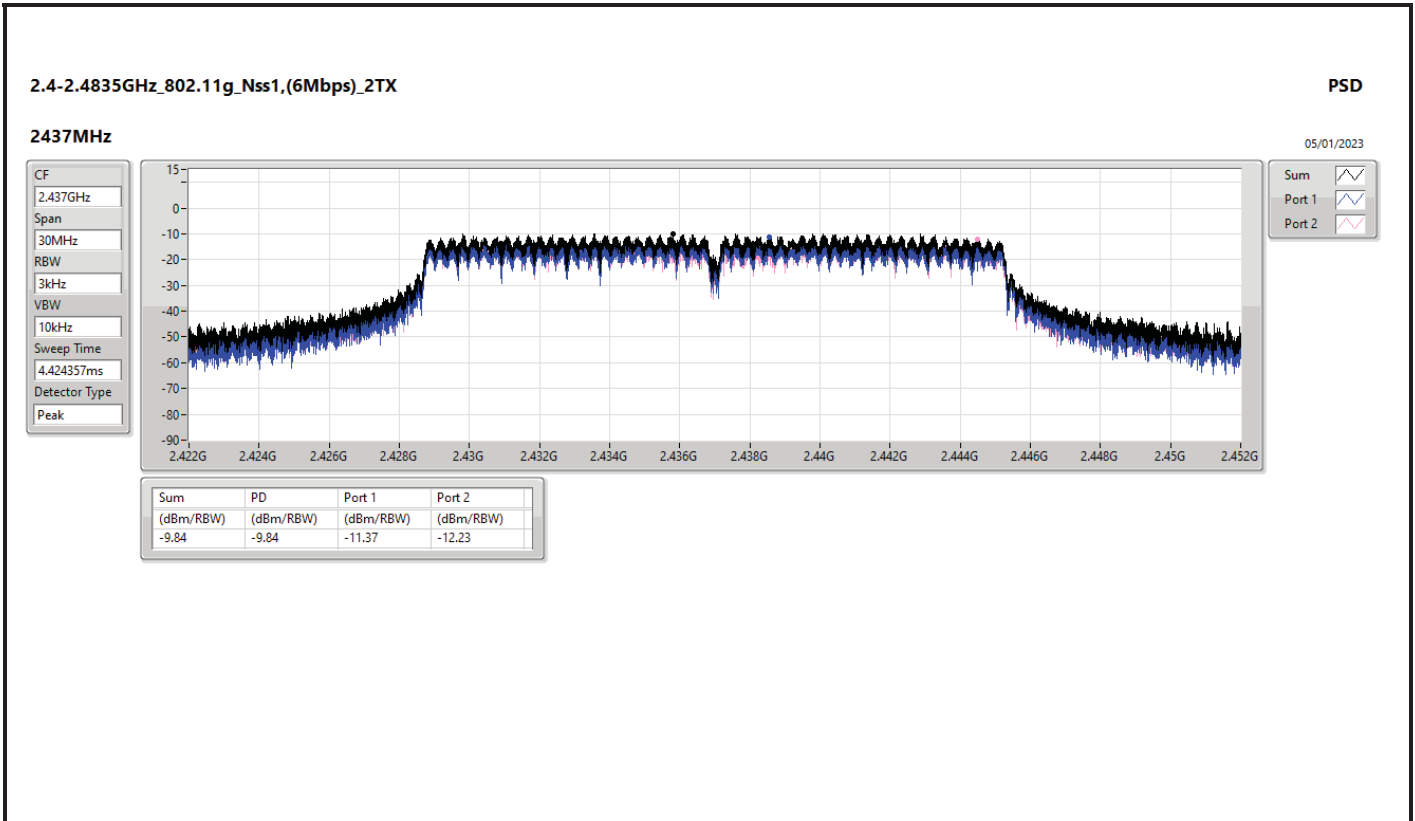 2.4-2.4835GHz_802.11g_Nss1,(6Mbps)_2TX PSD
2437MHz 05/01/2023
CF
2.437GHz
Span
30MHz
RBW
3kHz
VBW
10kHz
Sweep Time
4.424357ms
Detector Type
Peak
15
0
-10
-20
-30
-40
-50
-60
-70
-80
-90
2.422G 2.424G 2.426G 2.428G 2.43G 2.432G 2.434G 2.436G 2.438G 2.44G 2.442G 2.444G 2.446G 2.448G 2.45G 2.452G
Sum
Port 1
Port 2
Sum PD Port 1 Port 2
(dBm/RBW) (dBm/RBW) (dBm/RBW) (dBm/RBW)
-9.84 -9.84 -11.37 -12.23